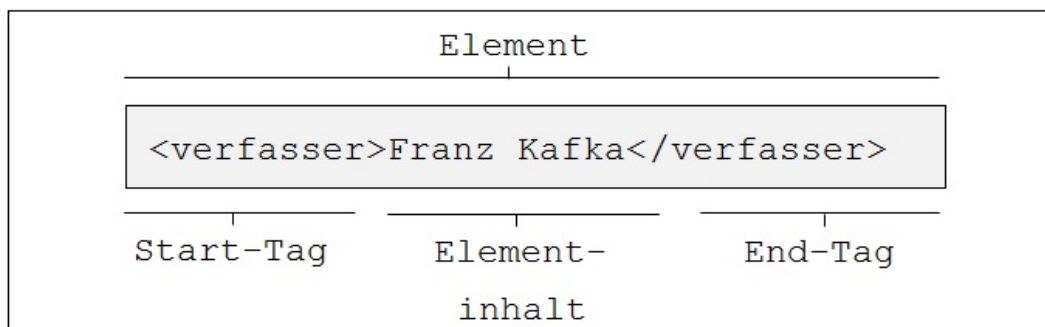 Element
<verfasser>Franz Kafka</verfasser>
Start-Tag Element- End-Tag
inhalt